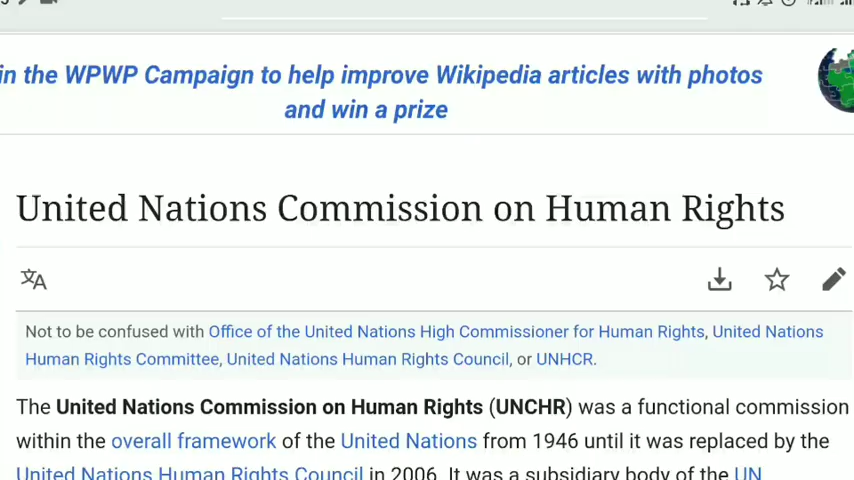 in the WPWP Campaign to help improve Wikipedia articles with photos
and win a prize
United Nations Commission on Human Rights
Not to be confused with Office of the United Nations High Commissioner for Human Rights, United Nations
Human Rights Committee, United Nations Human Rights Council, or UNHCR.
The United Nations Commission on Human Rights (UNCHR) was a functional commission
within the overall framework of the United Nations from 1946 until it was replaced by the
United Nations Human Rights Council in 2006. It was a subsidiary body of the UN